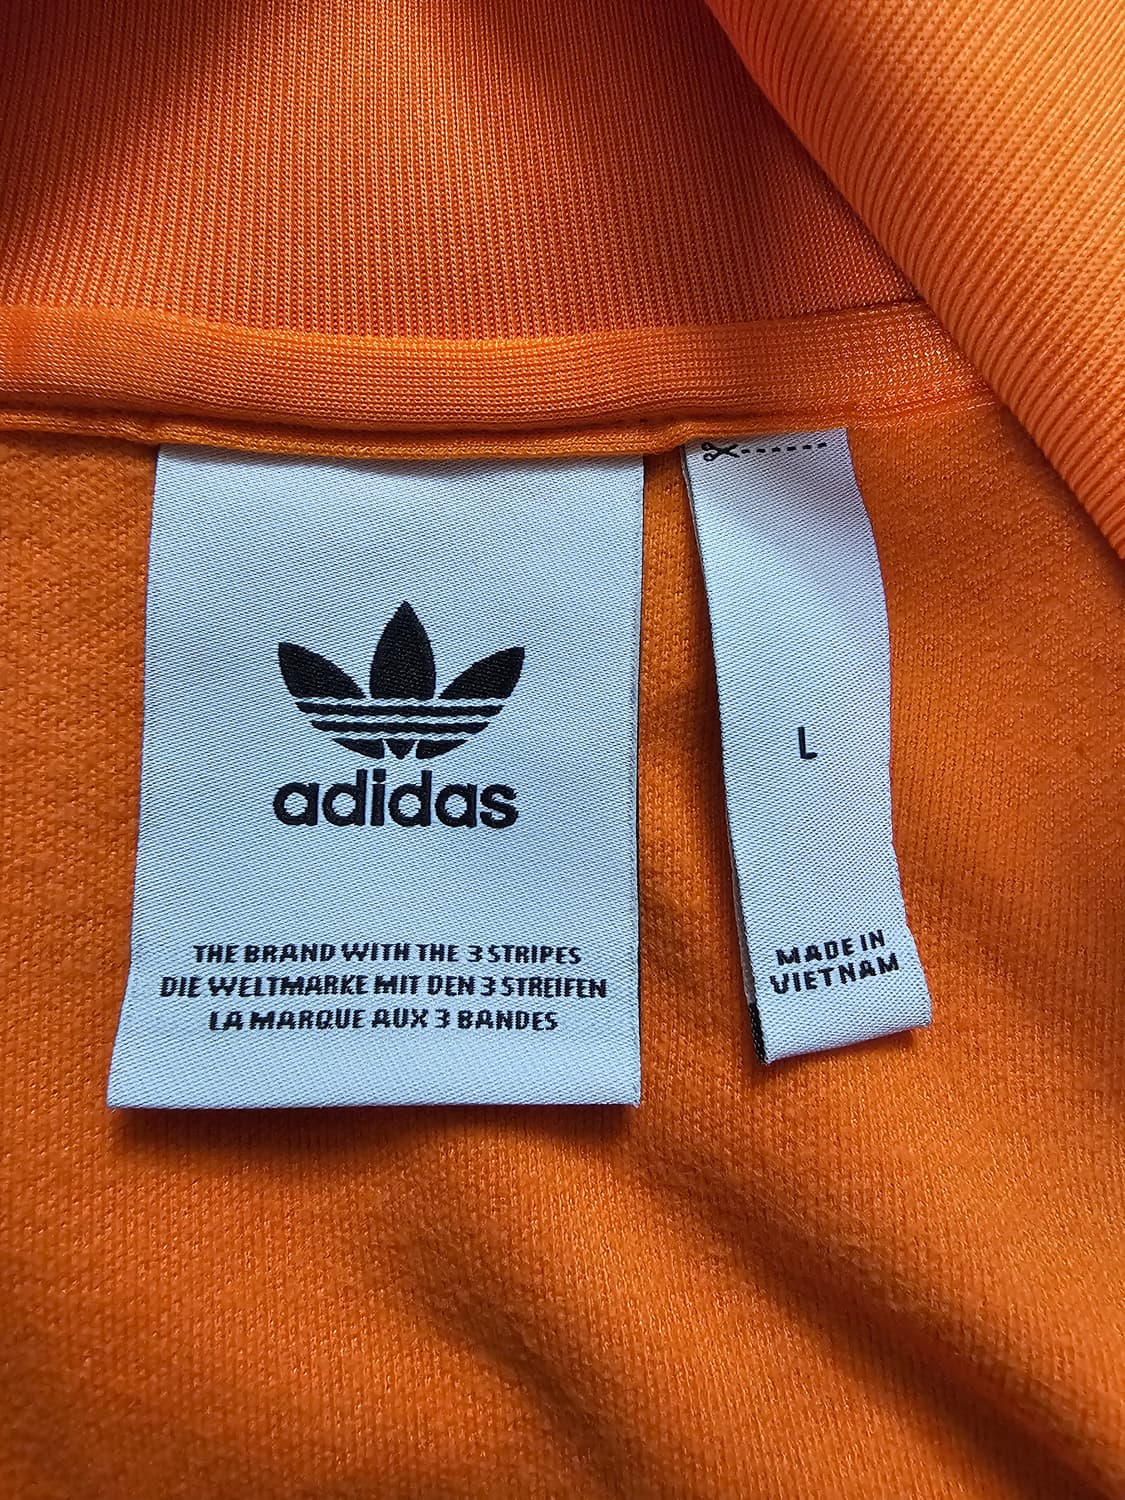 adidas
THE BRAND WITH THE 3 STRIPES
DIE WELTMARKE MIT DEN 3 STREIFEN
LA MARQUE AUX 3 BANDES
L
MADE IN
VIETNAM